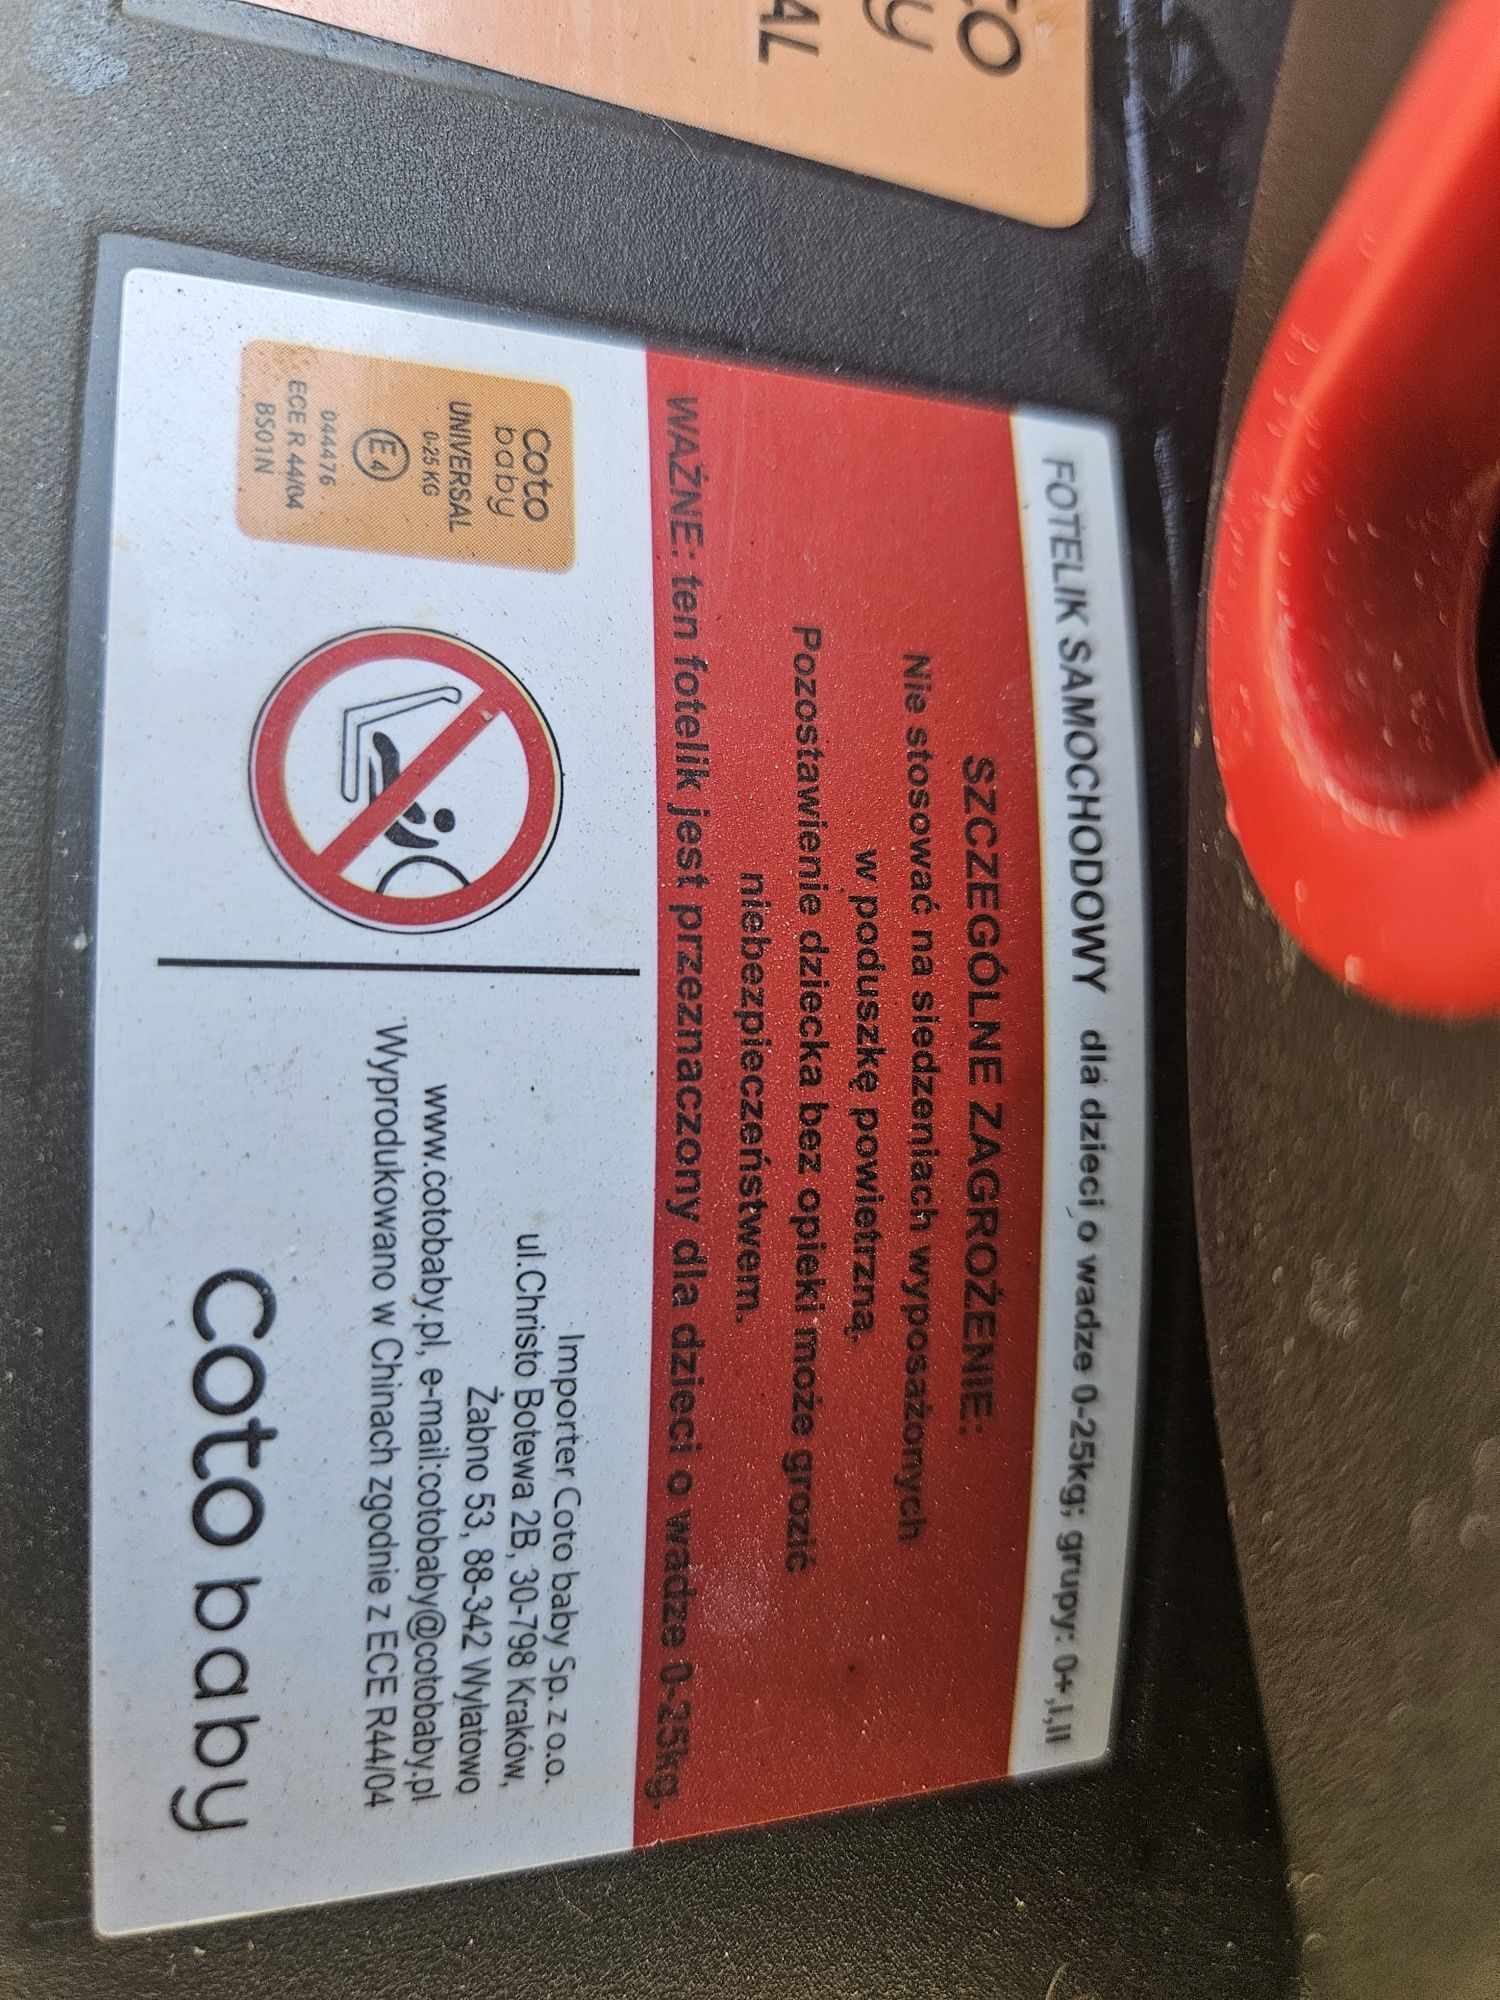 to
by
AL
FOTELIK SAMOCHODOWY dla dzieci o wadze 0-25kg; grupy: 0+,I,II
SZCZEGÓLNE ZAGROŻENIE:
Nie stosować na siedzeniach wyposażonych
w poduszkę powietrzną.
Pozostawienie dziecka bez opieki może grozić
niebezpieczeństwem.
WAŻNE: ten fotelik jest przeznaczony dla dzieci o wadze 0-25kg.
coto
baby
UNIVERSAL
0-25 KG
E4
044476
ECE R 44/04
BS01N
Importer Coto baby Sp. z o.o.
ul.Christo Botewa 2B, 30-798 Kraków,
Żabno 53, 88-342 Wylatowo
www.cotobaby.pl, e-mail:cotobaby@cotobaby.pl
Wyprodukowano w Chinach zgodnie z ECE R44/04
coto baby